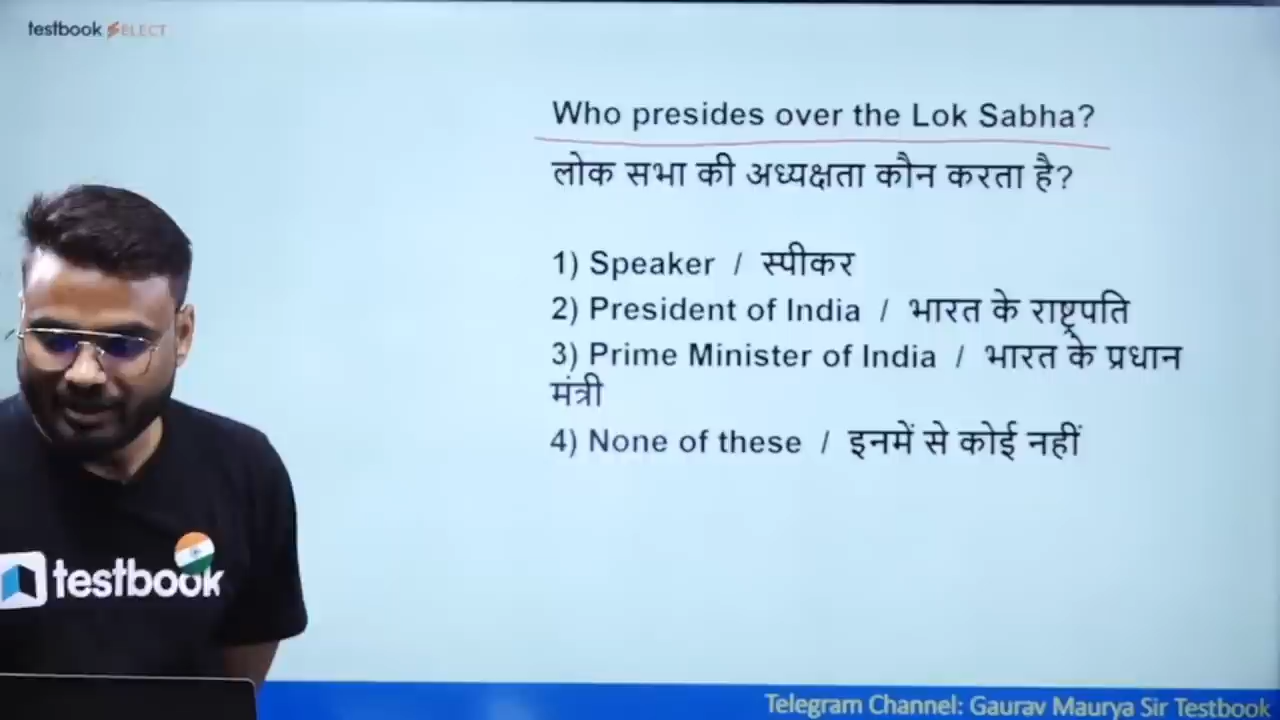 testbook SELECT
Who presides over the Lok Sabha?
लोक सभा की अध्यक्षता कौन करता है?
1) Speaker / स्पीकर
2) President of India / भारत के राष्ट्रपति
3) Prime Minister of India / भारत के प्रधान
मंत्री
4) None of these / इनमें से कोई नहीं
testbook
Telegram Channel: Gaurav Maurya Sir Testbook